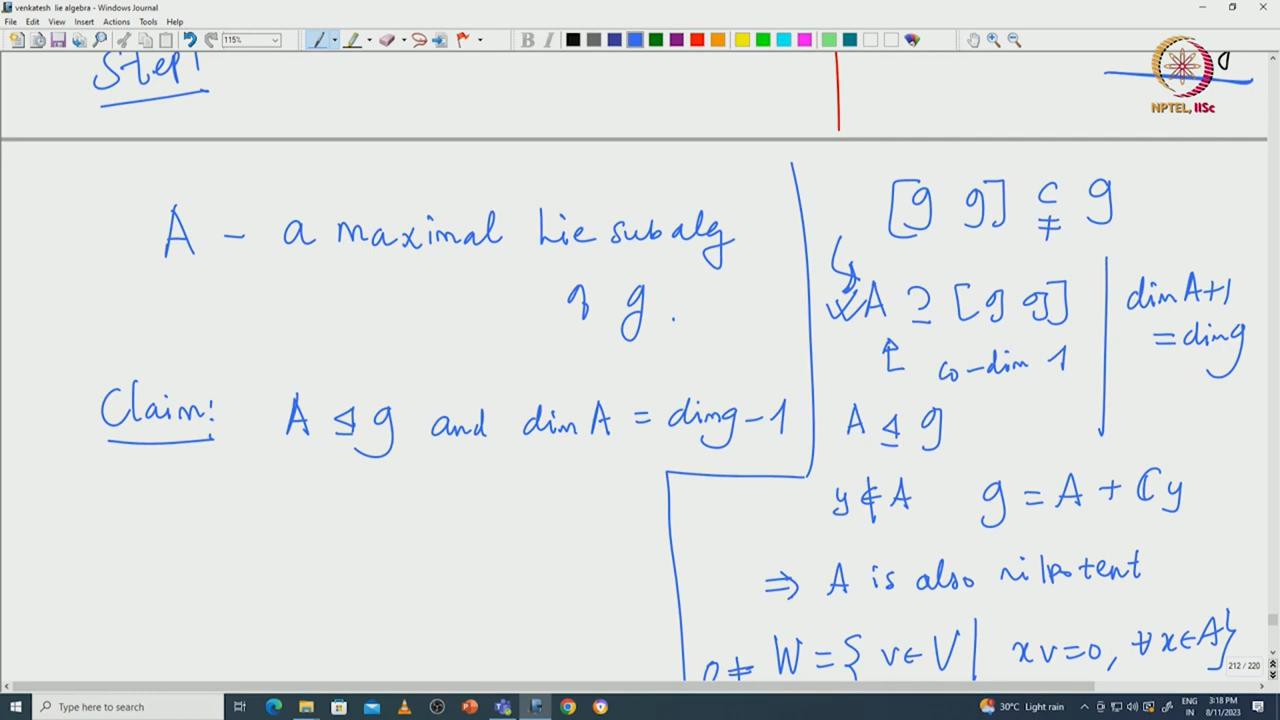 venkatesh lie algebra - Windows Journal
File Edit View Insert Actions Tools Help
115%
Step1
NPTEL, IISc
A - a maximal Lie subalg
of g.
Claim: A ⊴ g and dim A = dim g - 1
[g g] ⊊ g
A ⊇ [g g]
co-dim 1
dim A+1
= dim g
A ⊴ g
y ∉ A g = A + ℂy
⇒ A is also nilpotent
0 ≠ W = { v ∈ V | xv=0, ∀ x ∈ A }
212 / 220
Type here to search
30°C Light rain
ENG
IN
3:18 PM
8/11/2023